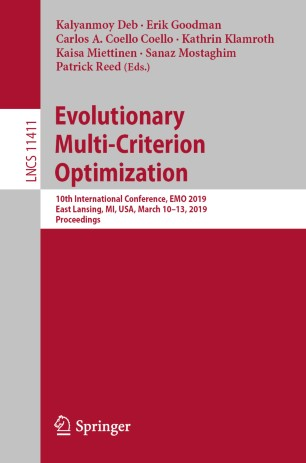 Kalyanmoy Deb · Erik Goodman
Carlos A. Coello Coello · Kathrin Klamroth
Kaisa Miettinen · Sanaz Mostaghim
Patrick Reed (Eds.)
LNCS 11411
Evolutionary
Multi-Criterion
Optimization
10th International Conference, EMO 2019
East Lansing, MI, USA, March 10–13, 2019
Proceedings
Springer